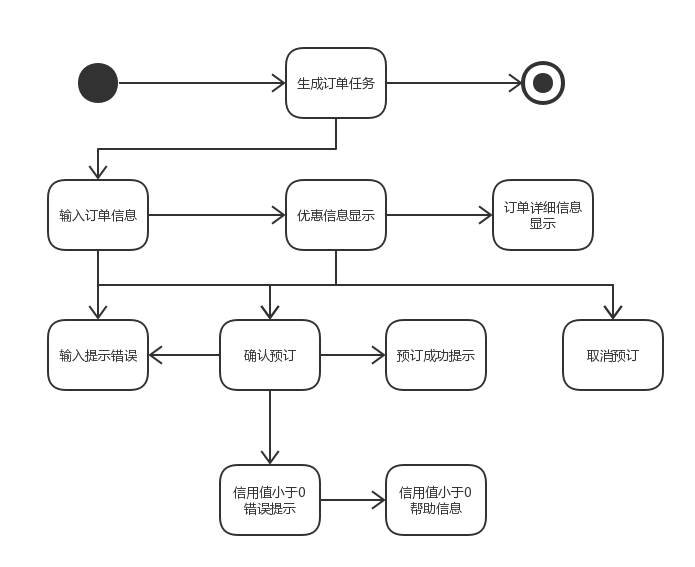 生成订单任务
输入订单信息
优惠信息显示
订单详细信息
显示
输入提示错误
确认预订
预订成功提示
取消预订
信用值小于0
错误提示
信用值小于0
帮助信息